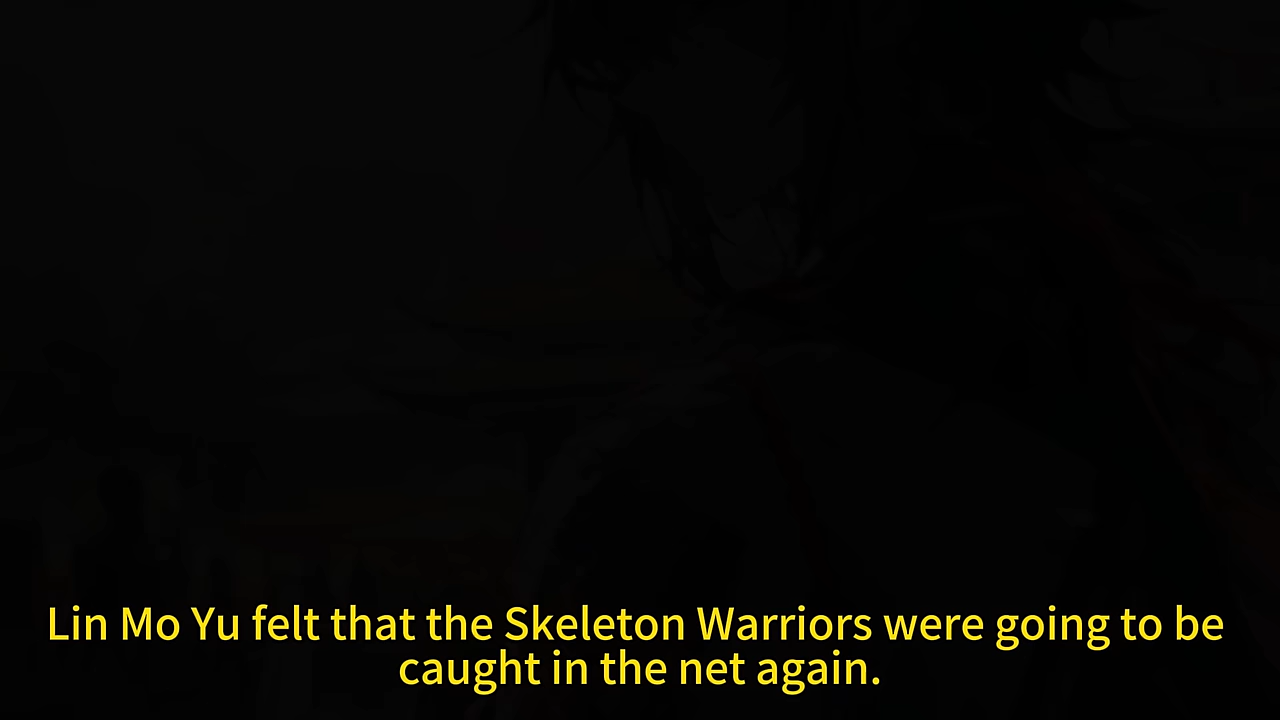 Lin Mo Yu felt that the Skeleton Warriors were going to be
caught in the net again.